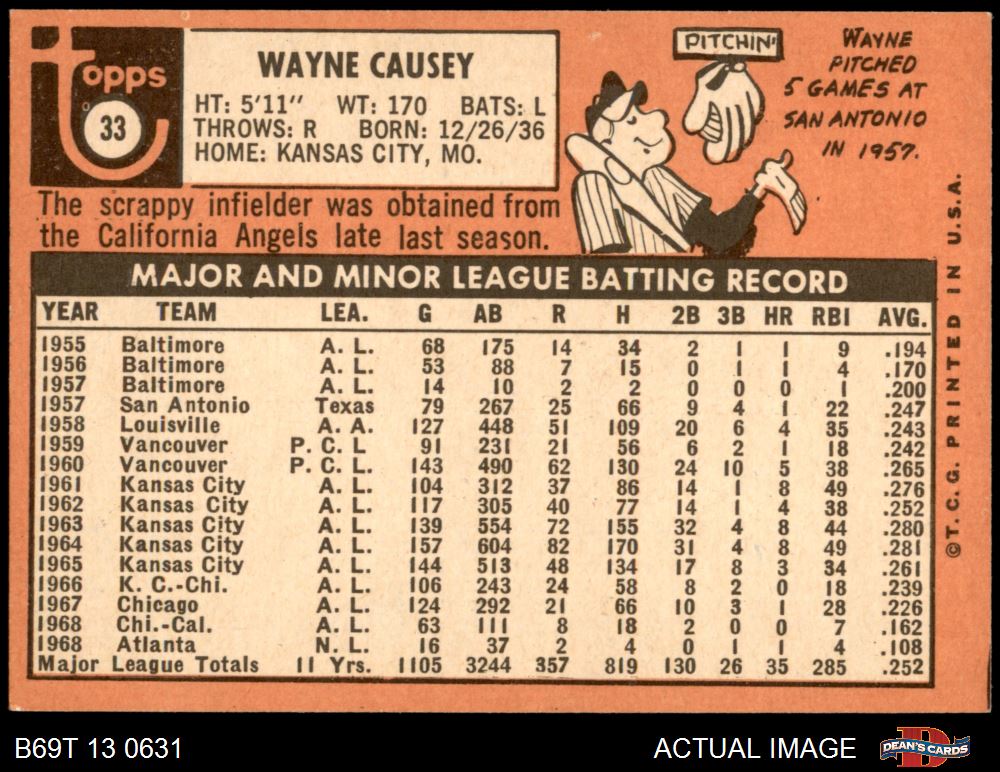 topps
33
WAYNE CAUSEY
HT: 5'11" WT: 170 BATS: L
THROWS: R BORN: 12/26/36
HOME: KANSAS CITY, MO.
PITCHIN'
WAYNE
PITCHED
5 GAMES AT
SAN ANTONIO
IN 1957.
The scrappy infielder was obtained from
the California Angels late last season.
MAJOR AND MINOR LEAGUE BATTING RECORD
YEAR TEAM LEA. G AB R H 2B 3B HR RBI AVG.
1955 Baltimore A. L. 68 175 14 34 2 1 1 9 .194
1956 Baltimore A. L. 53 88 7 15 0 1 1 4 .170
1957 Baltimore A. L. 14 10 2 2 0 0 0 1 .200
1957 San Antonio Texas 79 267 25 66 9 4 1 22 .247
1958 Louisville A. A. 127 448 51 109 20 6 4 35 .243
1959 Vancouver P. C. L 91 231 21 56 6 2 1 18 .242
1960 Vancouver P. C. L. 143 490 62 130 24 10 5 38 .265
1961 Kansas City A. L. 104 312 37 86 14 1 8 49 .276
1962 Kansas City A. L. 117 305 40 77 14 1 4 38 .252
1963 Kansas City A. L. 139 554 72 155 32 4 8 44 .280
1964 Kansas City A. L. 157 604 82 170 31 4 8 49 .281
1965 Kansas City A. L. 144 513 48 134 17 8 3 34 .261
1966 K. C.-Chi. A. L. 106 243 24 58 8 2 0 18 .239
1967 Chicago A. L. 124 292 21 66 10 3 1 28 .226
1968 Chi.-Cal. A. L. 63 111 8 18 2 0 0 7 .162
1968 Atlanta N. L. 16 37 2 4 0 1 1 4 .108
Major League Totals 11 Yrs. 1105 3244 357 819 130 26 35 285 .252
©T. C. G. PRINTED IN U.S.A.
B69T 13 0631
ACTUAL IMAGE
DEAN'S CARDS